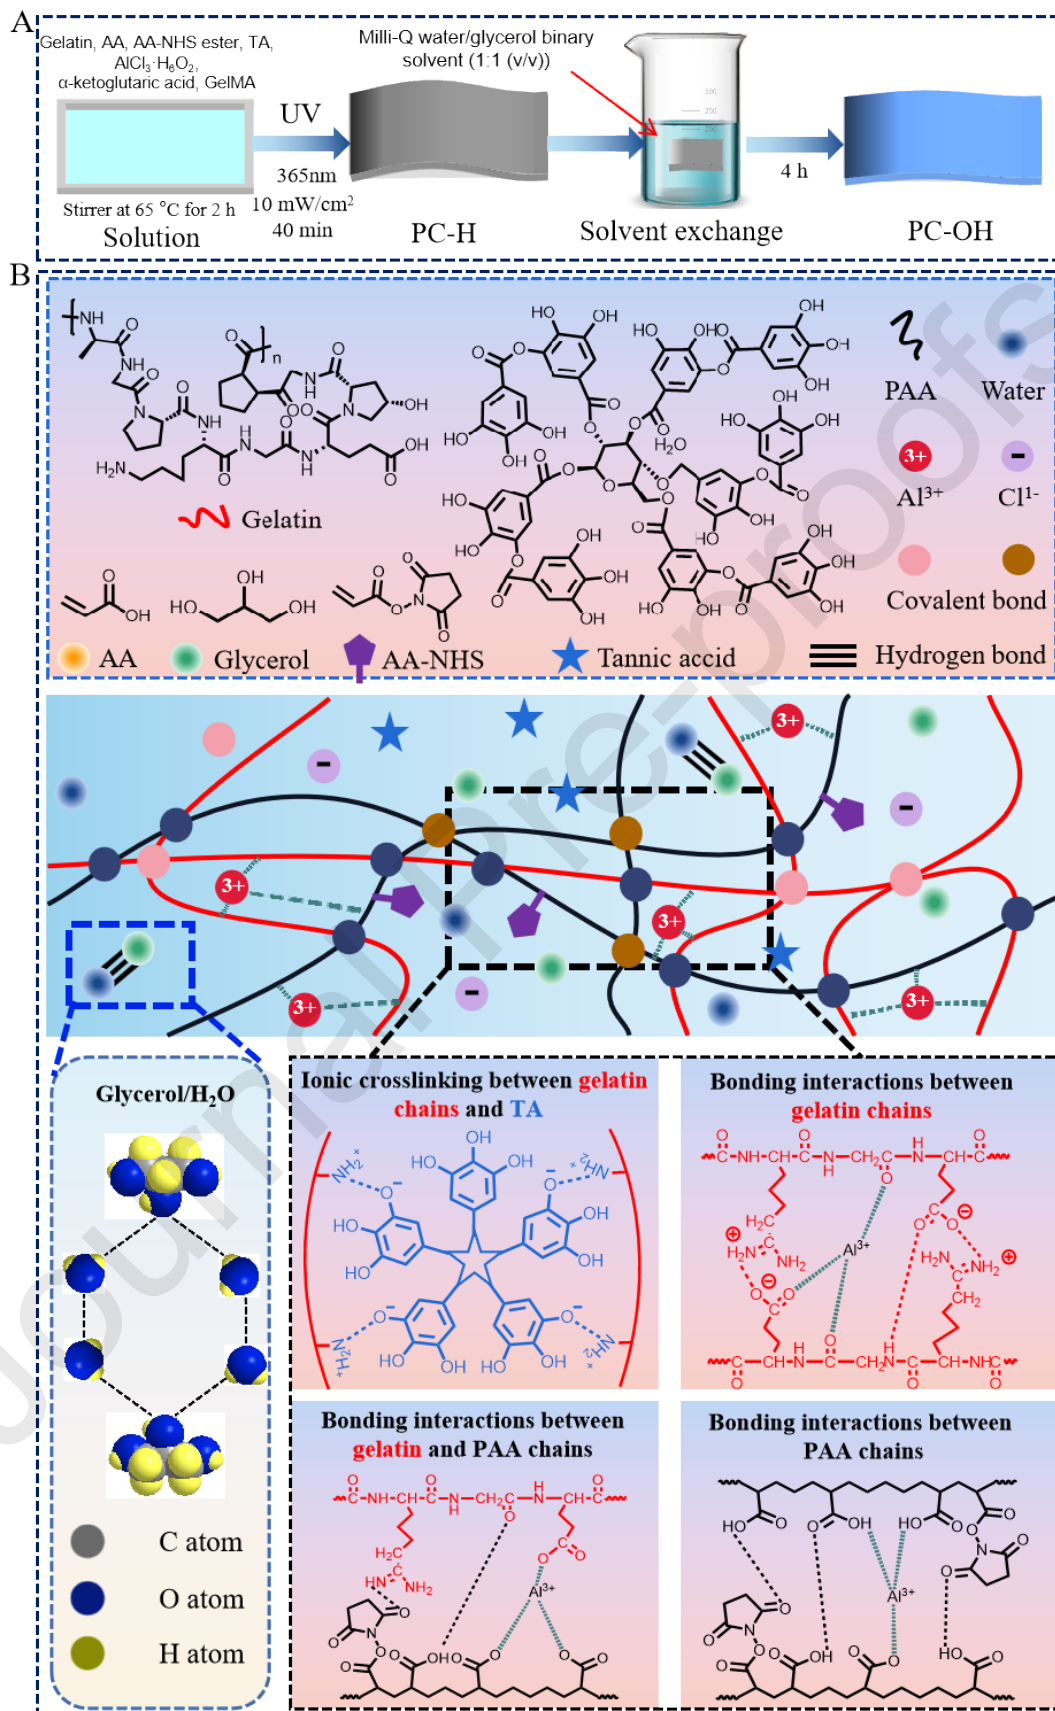 A
Gelatin, AA, AA-NHS ester, TA,
AlCl₃·H₆O₂,
α-ketoglutaric acid, GelMA
Milli-Q water/glycerol binary
solvent (1:1 (v/v))
UV
365nm
10 mW/cm²
40 min
4 h
Stirrer at 65 °C for 2 h
Solution
PC-H
Solvent exchange
PC-OH
B
PAA
Water
3+
-
Al³⁺
Cl¹⁻
Gelatin
Covalent bond
AA
Glycerol
AA-NHS
Tannic accid
Hydrogen bond
Glycerol/H₂O
C atom
O atom
H atom
Ionic crosslinking between gelatin
chains and TA
Bonding interactions between
gelatin chains
Al³⁺
Bonding interactions between
gelatin and PAA chains
Al³⁺
Bonding interactions between
PAA chains
Al³⁺
Journal Pre-proofs